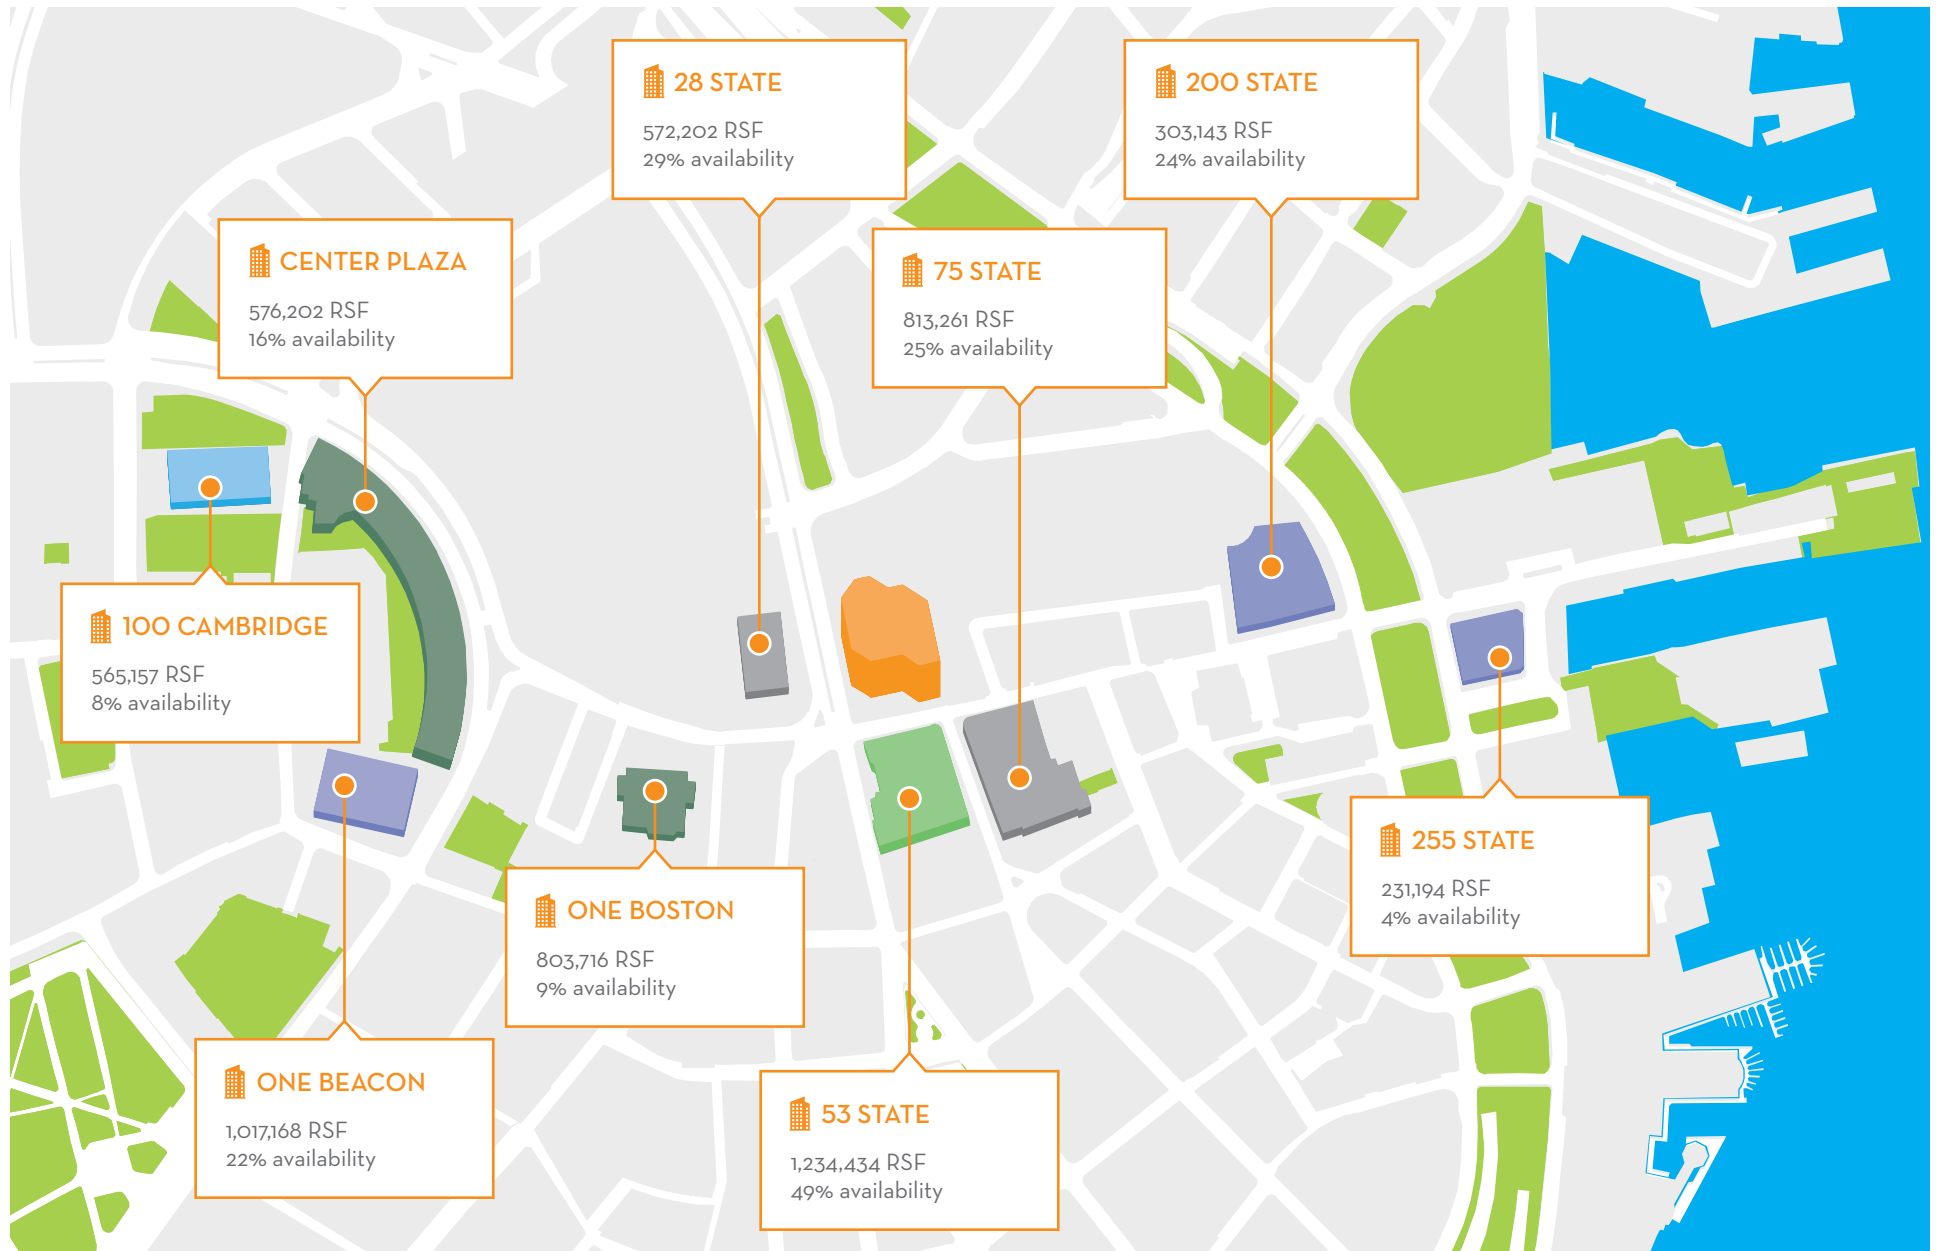 28 STATE
572,202 RSF
29% availability
200 STATE
303,143 RSF
24% availability
CENTER PLAZA
576,202 RSF
16% availability
75 STATE
813,261 RSF
25% availability
100 CAMBRIDGE
565,157 RSF
8% availability
255 STATE
231,194 RSF
4% availability
ONE BOSTON
803,716 RSF
9% availability
ONE BEACON
1,017,168 RSF
22% availability
53 STATE
1,234,434 RSF
49% availability